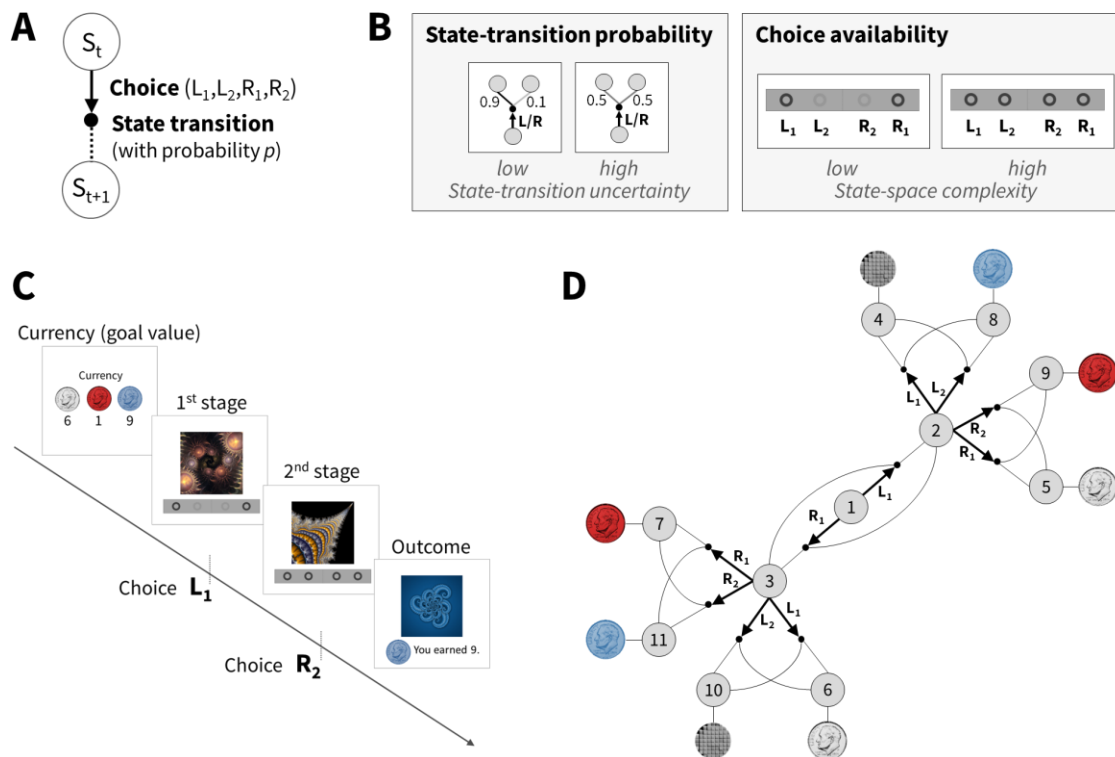 A
S_t
Choice (L₁,L₂,R₁,R₂)
State transition
(with probability p)
S_t+1
B
State-transition probability
0.9
0.1
L/R
0.5
0.5
L/R
low
high
State-transition uncertainty
Choice availability
L₁ L₂ R₂ R₁
L₁ L₂ R₂ R₁
low
high
State-space complexity
C
Currency (goal value)
Currency
6 1 9
1st stage
2nd stage
Outcome
You earned 9.
Choice L₁
Choice R₂
D
4
8
9
L₁
L₂
R₂
2
R₁
5
L₁
1
R₁
7
R₁
R₂
3
L₂
L₁
11
10
6